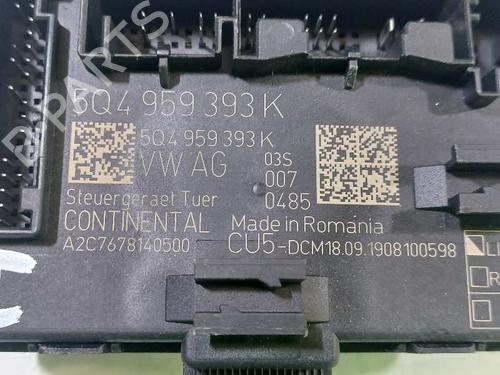 5Q4 959 393 K
5Q4 959 393 K
VW AG
03S
007
Steuergeraet Tuer 0485
CONTINENTAL Made in Romania
A2C7678140500 CU5-DCM18.09.1908100598
B-PARTS